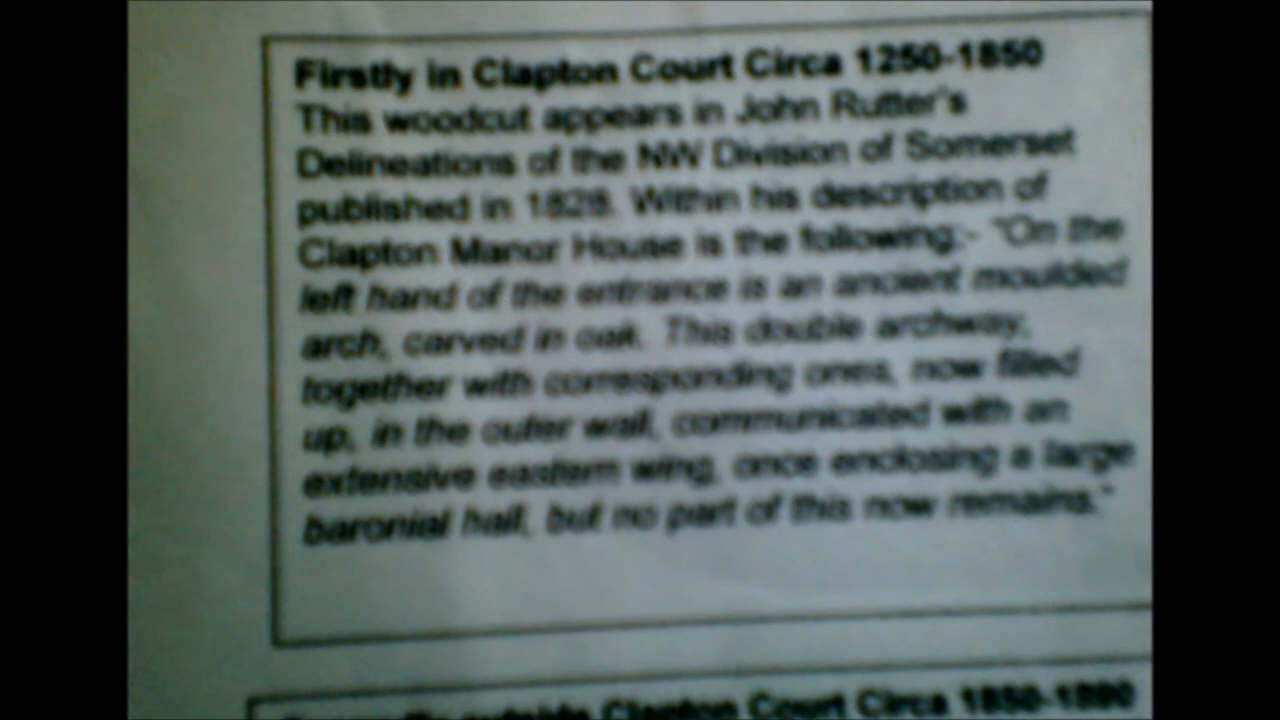 Firstly in Clapton Court Circa 1250-1850
This woodcut appears in John Rutter's
Delineations of the NW Division of Somerset
published in 1828. Within his description of
Clapton Manor House is the following:- "On the
left hand of the entrance is an ancient moulded
arch, carved in oak. This double archway,
together with corresponding ones, now filled
up, in the outer wall, communicated with an
extensive eastern wing, once enclosing a large
baronial hall, but no part of this now remains."
outside Clapton Court Circa 1850-1890